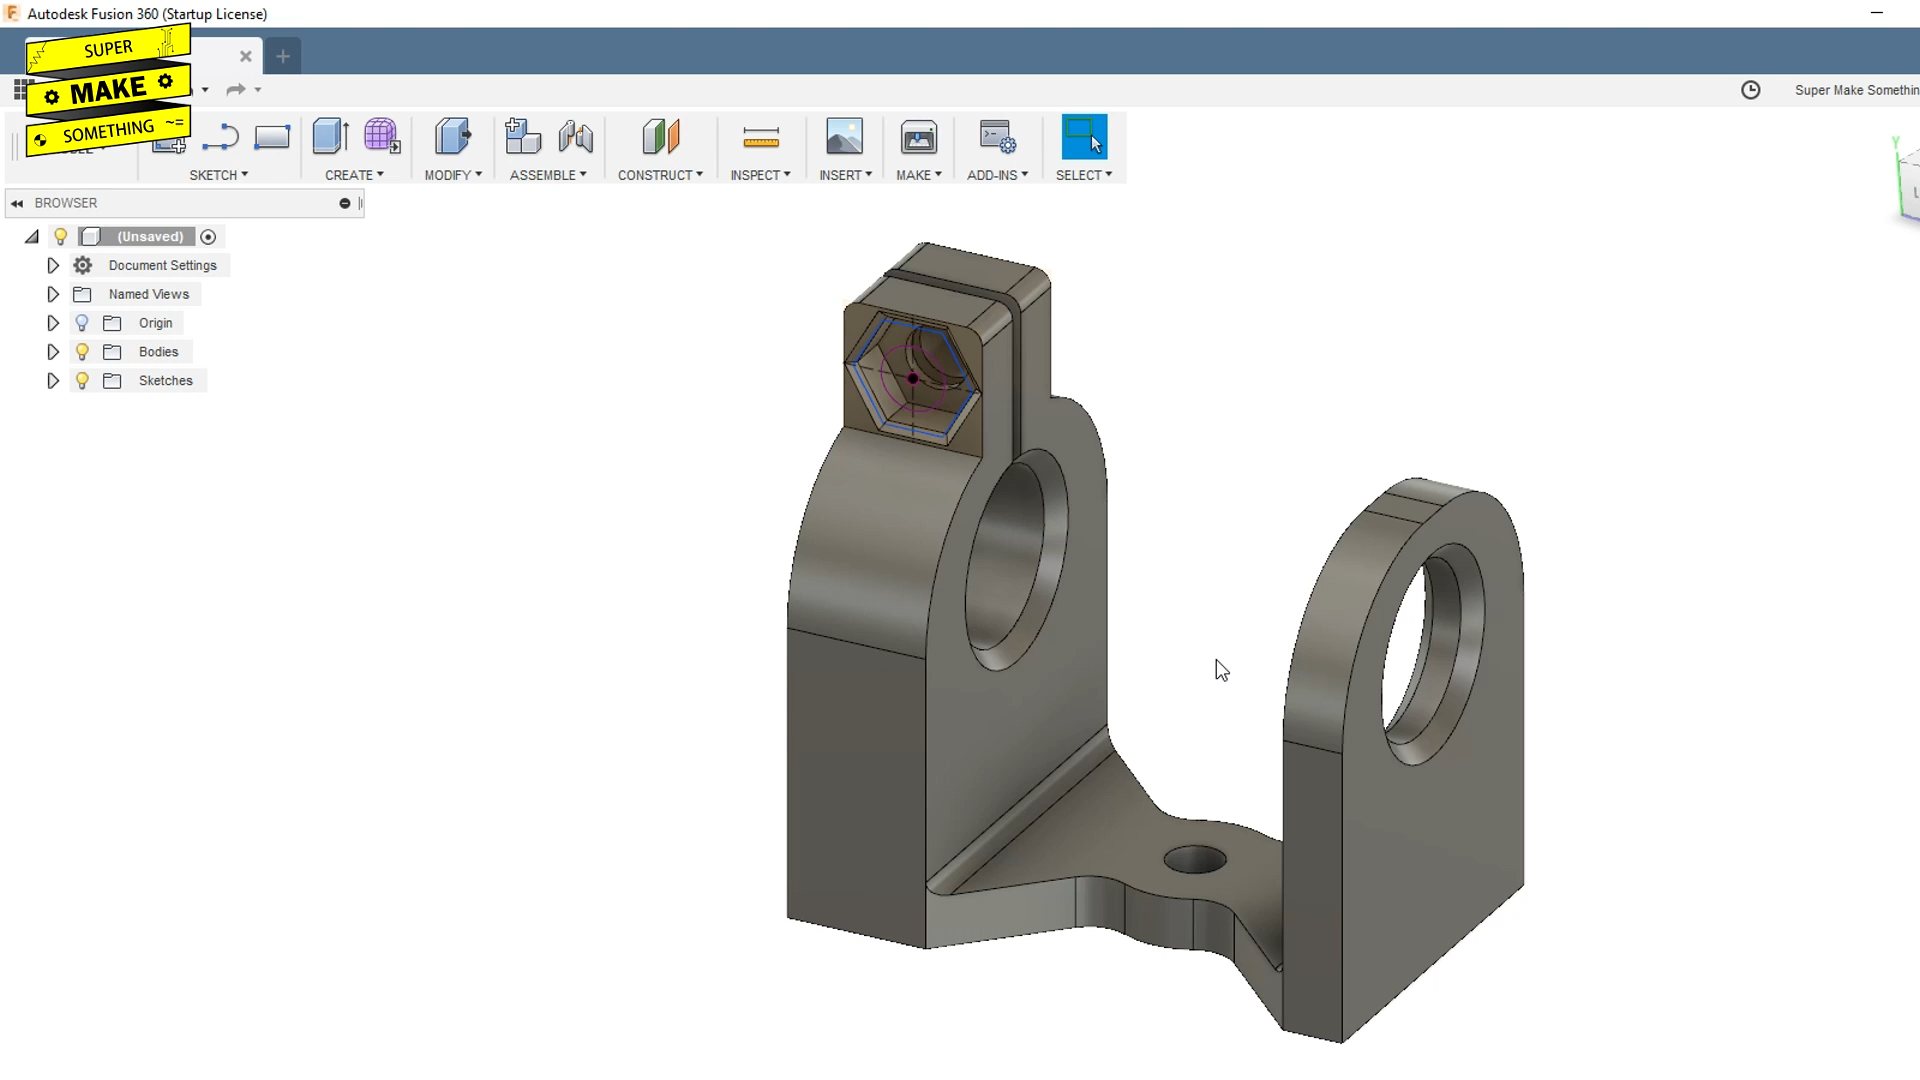 Autodesk Fusion 360 (Startup License)
SUPER
MAKE
SOMETHING ~=
Super Make Somethin
SKETCH
CREATE
MODIFY
ASSEMBLE
CONSTRUCT
INSPECT
INSERT
MAKE
ADD-INS
SELECT
BROWSER
(Unsaved)
Document Settings
Named Views
Origin
Bodies
Sketches
Y